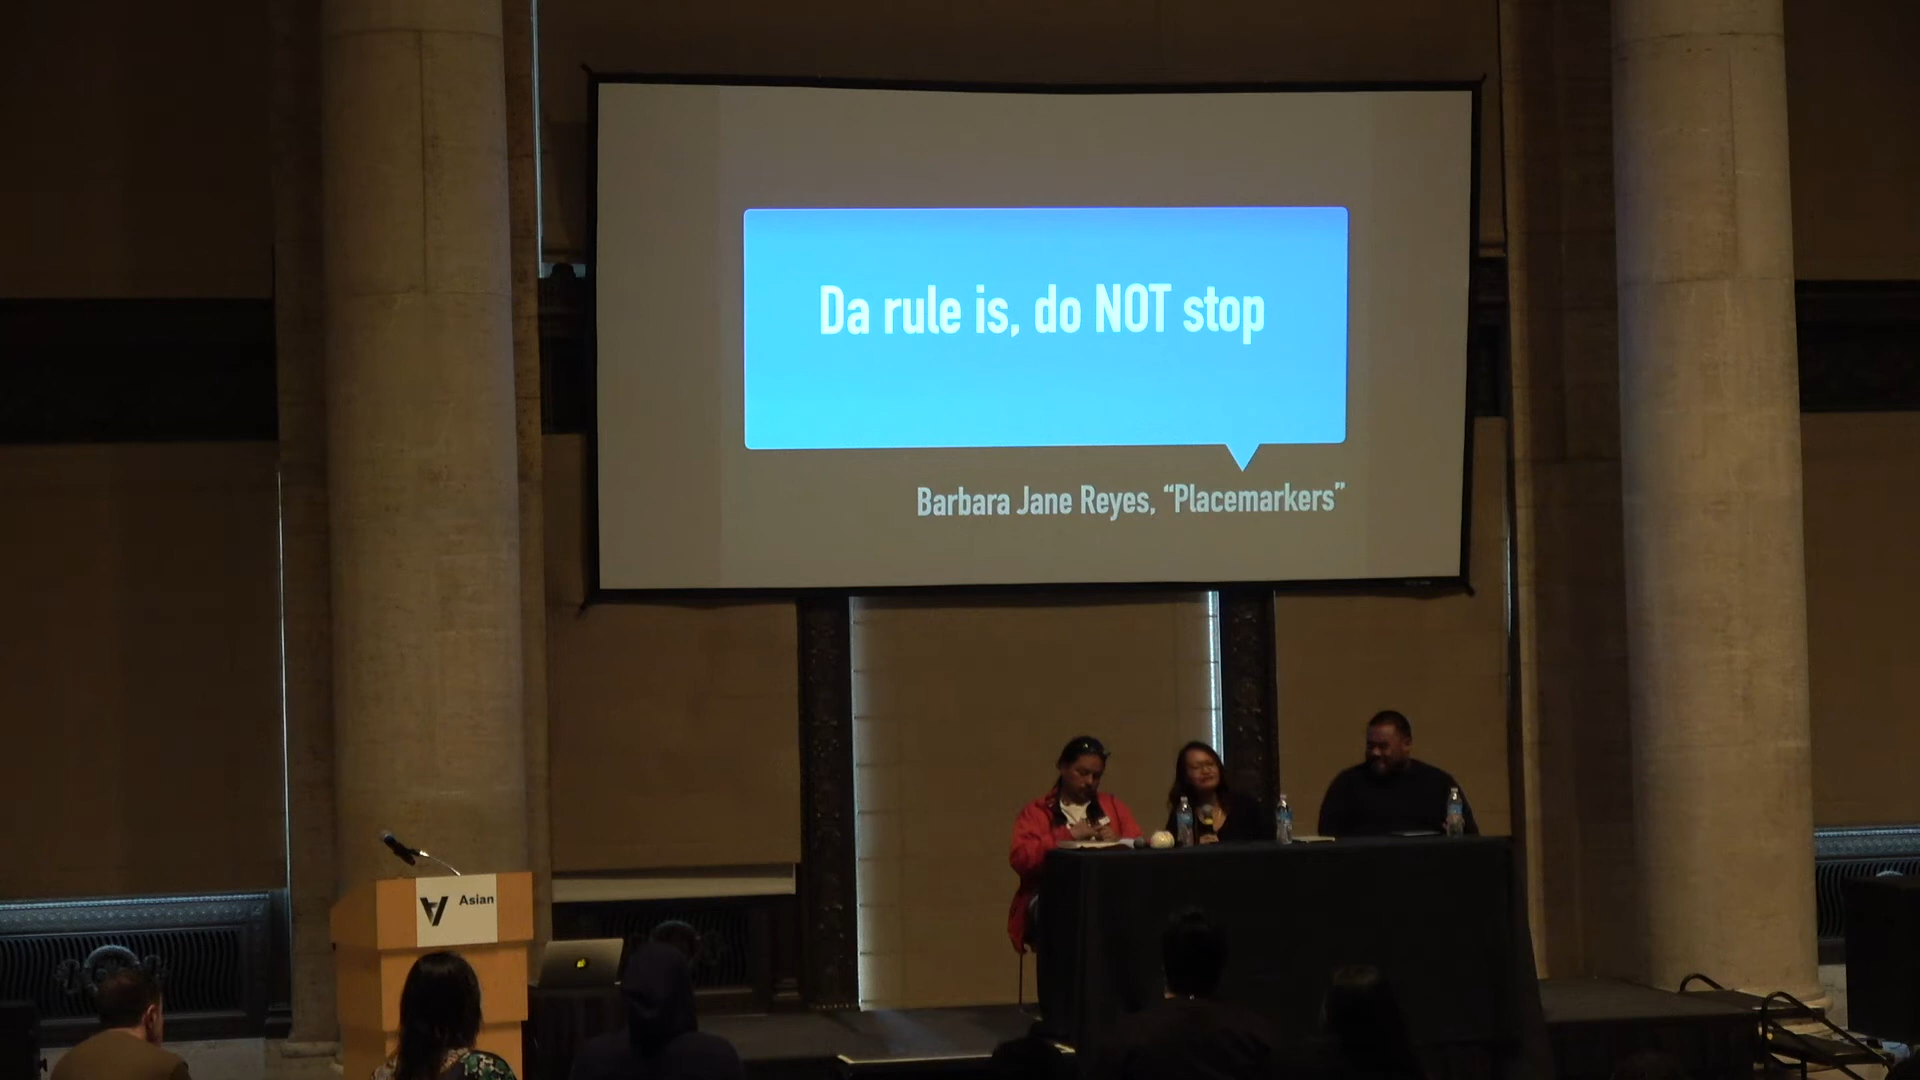 Da rule is, do NOT stop
Barbara Jane Reyes, “Placemarkers”
Asian